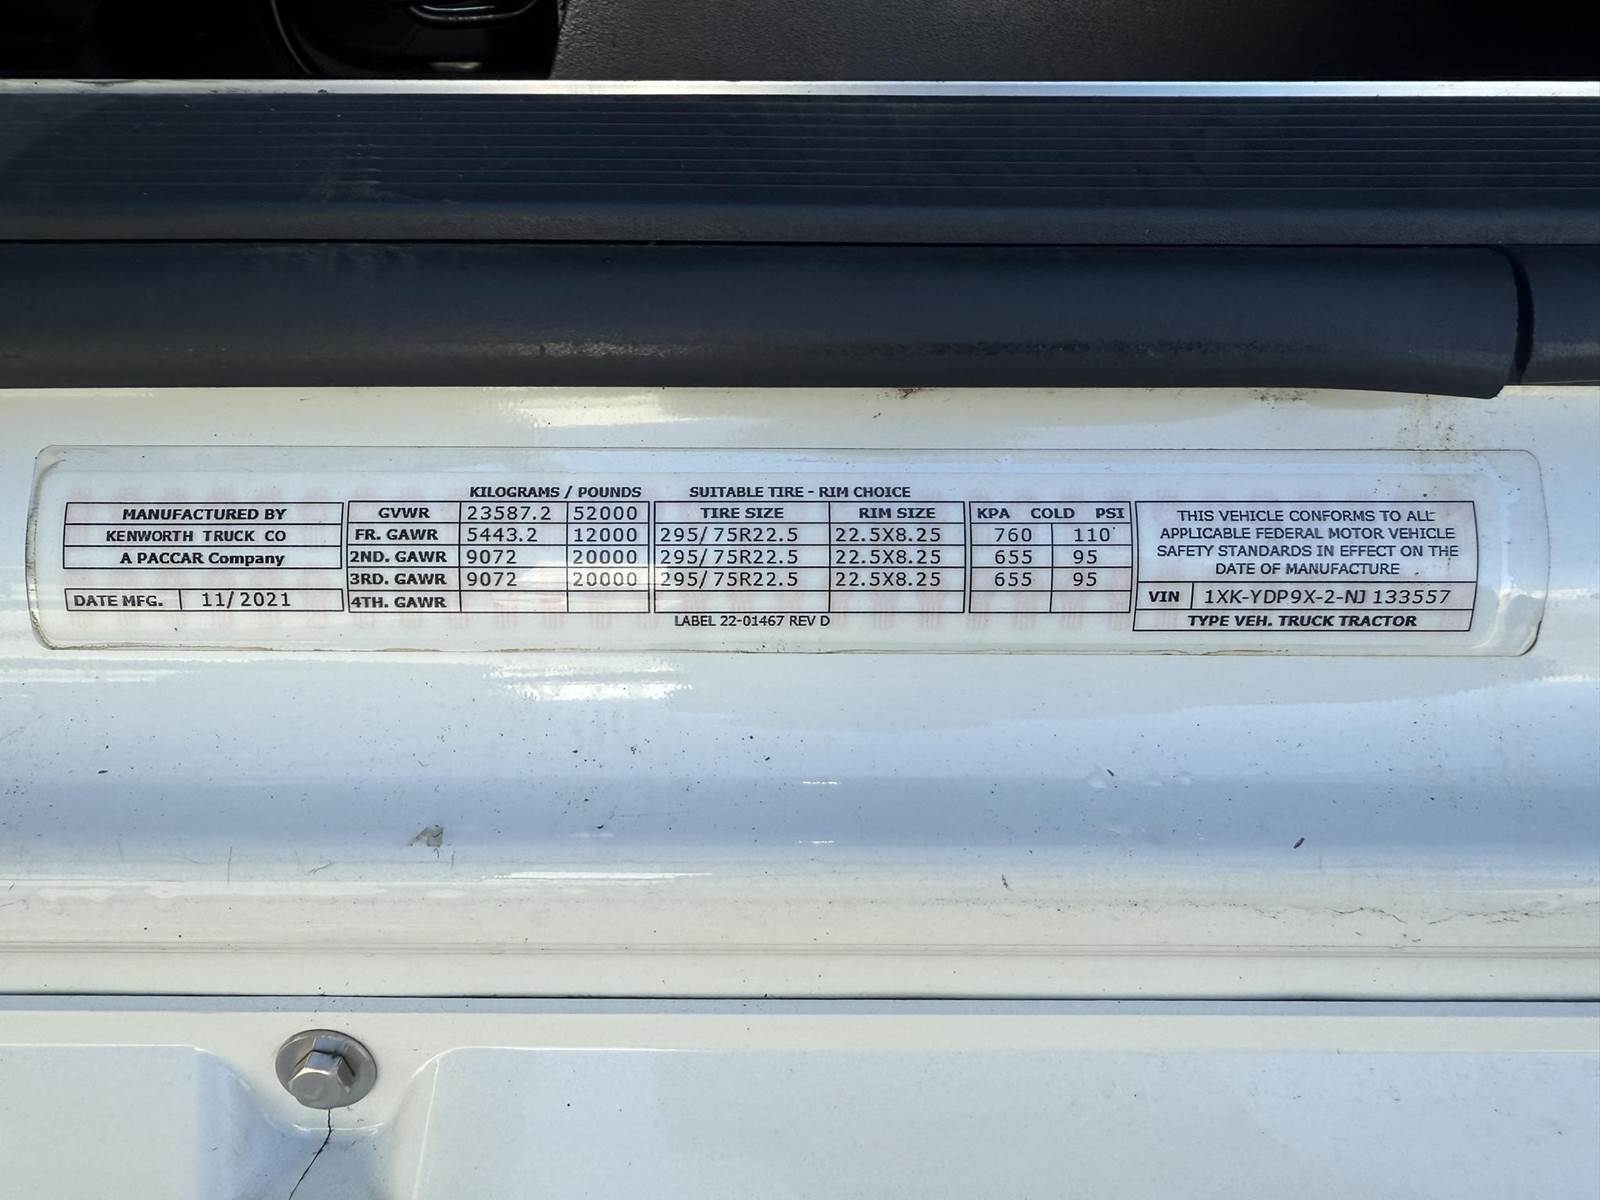 KILOGRAMS / POUNDS SUITABLE TIRE - RIM CHOICE
MANUFACTURED BY
KENWORTH TRUCK CO
A PACCAR Company
DATE MFG. 11/2021
GVWR 23587.2 52000 TIRE SIZE RIM SIZE KPA COLD PSI
FR. GAWR 5443.2 12000 295/75R22.5 22.5X8.25 760 110
2ND. GAWR 9072 20000 295/75R22.5 22.5X8.25 655 95
3RD. GAWR 9072 20000 295/75R22.5 22.5X8.25 655 95
4TH. GAWR
LABEL 22-01467 REV D
THIS VEHICLE CONFORMS TO ALL
APPLICABLE FEDERAL MOTOR VEHICLE
SAFETY STANDARDS IN EFFECT ON THE
DATE OF MANUFACTURE
VIN 1XK-YDP9X-2-NJ 133557
TYPE VEH. TRUCK TRACTOR